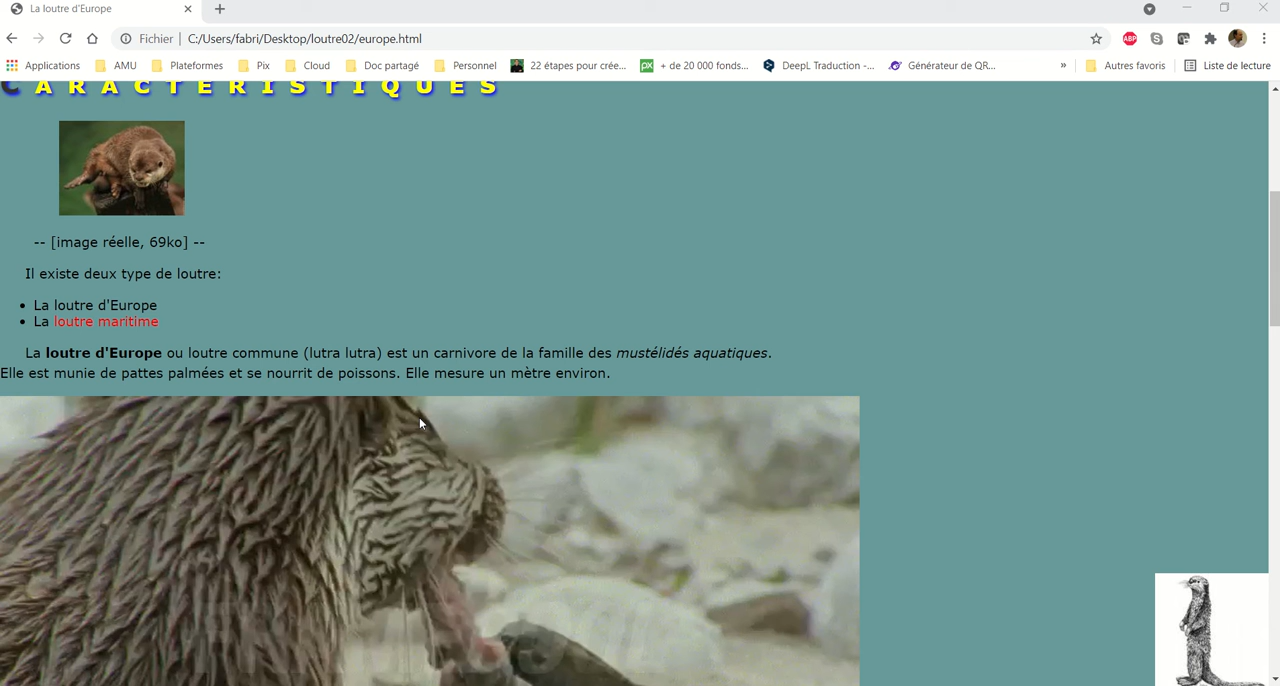 La loutre d'Europe
Fichier | C:/Users/fabri/Desktop/loutre02/europe.html
ABP
Applications AMU Plateformes Pix Cloud Doc partagé Personnel 22 étapes pour crée... px + de 20 000 fonds... DeepL Traduction -... Générateur de QR... » Autres favoris Liste de lecture
CARACTERISTIQUES
-- [image réelle, 69ko] --
Il existe deux type de loutre:
• La loutre d'Europe
• La loutre maritime
La loutre d'Europe ou loutre commune (lutra lutra) est un carnivore de la famille des mustélidés aquatiques.
Elle est munie de pattes palmées et se nourrit de poissons. Elle mesure un mètre environ.